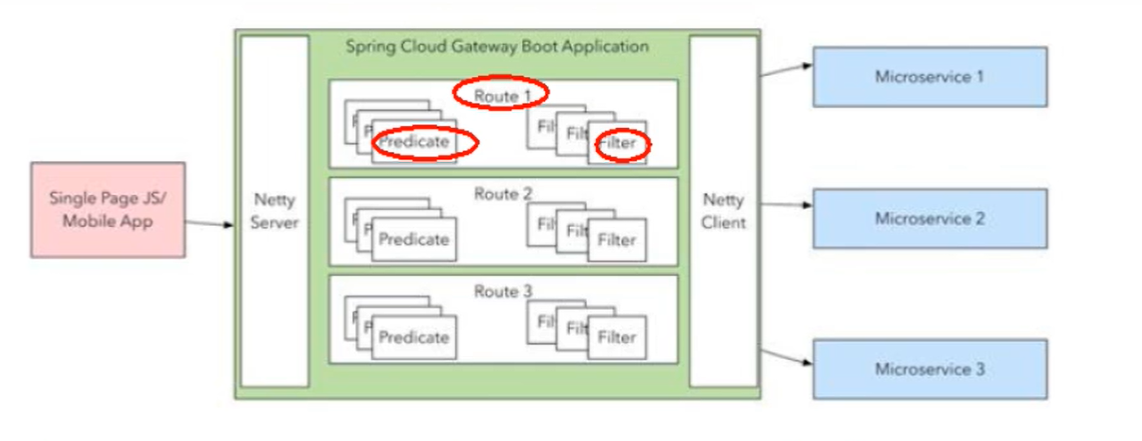 Spring Cloud Gateway Boot Application
Single Page JS/
Mobile App
Netty
Server
Route 1
Predicate
Fil
Filt
Filter
Route 2
Predicate
Fil
Filt
Filter
Route 3
Predicate
Fil
Filt
Filter
Netty
Client
Microservice 1
Microservice 2
Microservice 3